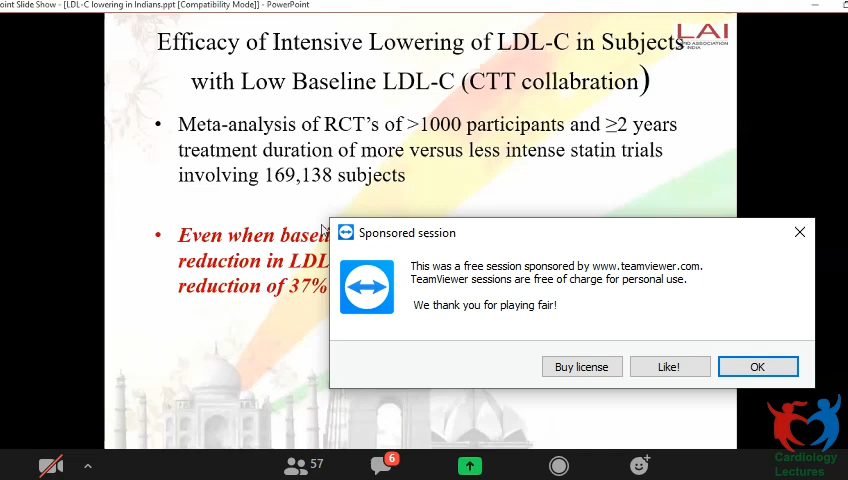 oint Slide Show - [LDL-C lowering in Indians.ppt [Compatibility Mode]] - PowerPoint
LAI
ASSOCIATION
INDIA
Efficacy of Intensive Lowering of LDL-C in Subjects
with Low Baseline LDL-C (CTT collabration)
• Meta-analysis of RCT's of >1000 participants and ≥2 years
treatment duration of more versus less intense statin trials
involving 169,138 subjects
• Even when basel
reduction in LDL
reduction of 37%
Sponsored session
This was a free session sponsored by www.teamviewer.com.
TeamViewer sessions are free of charge for personal use.
We thank you for playing fair!
Buy license
Like!
OK
57
6
Cardiology
Lectures